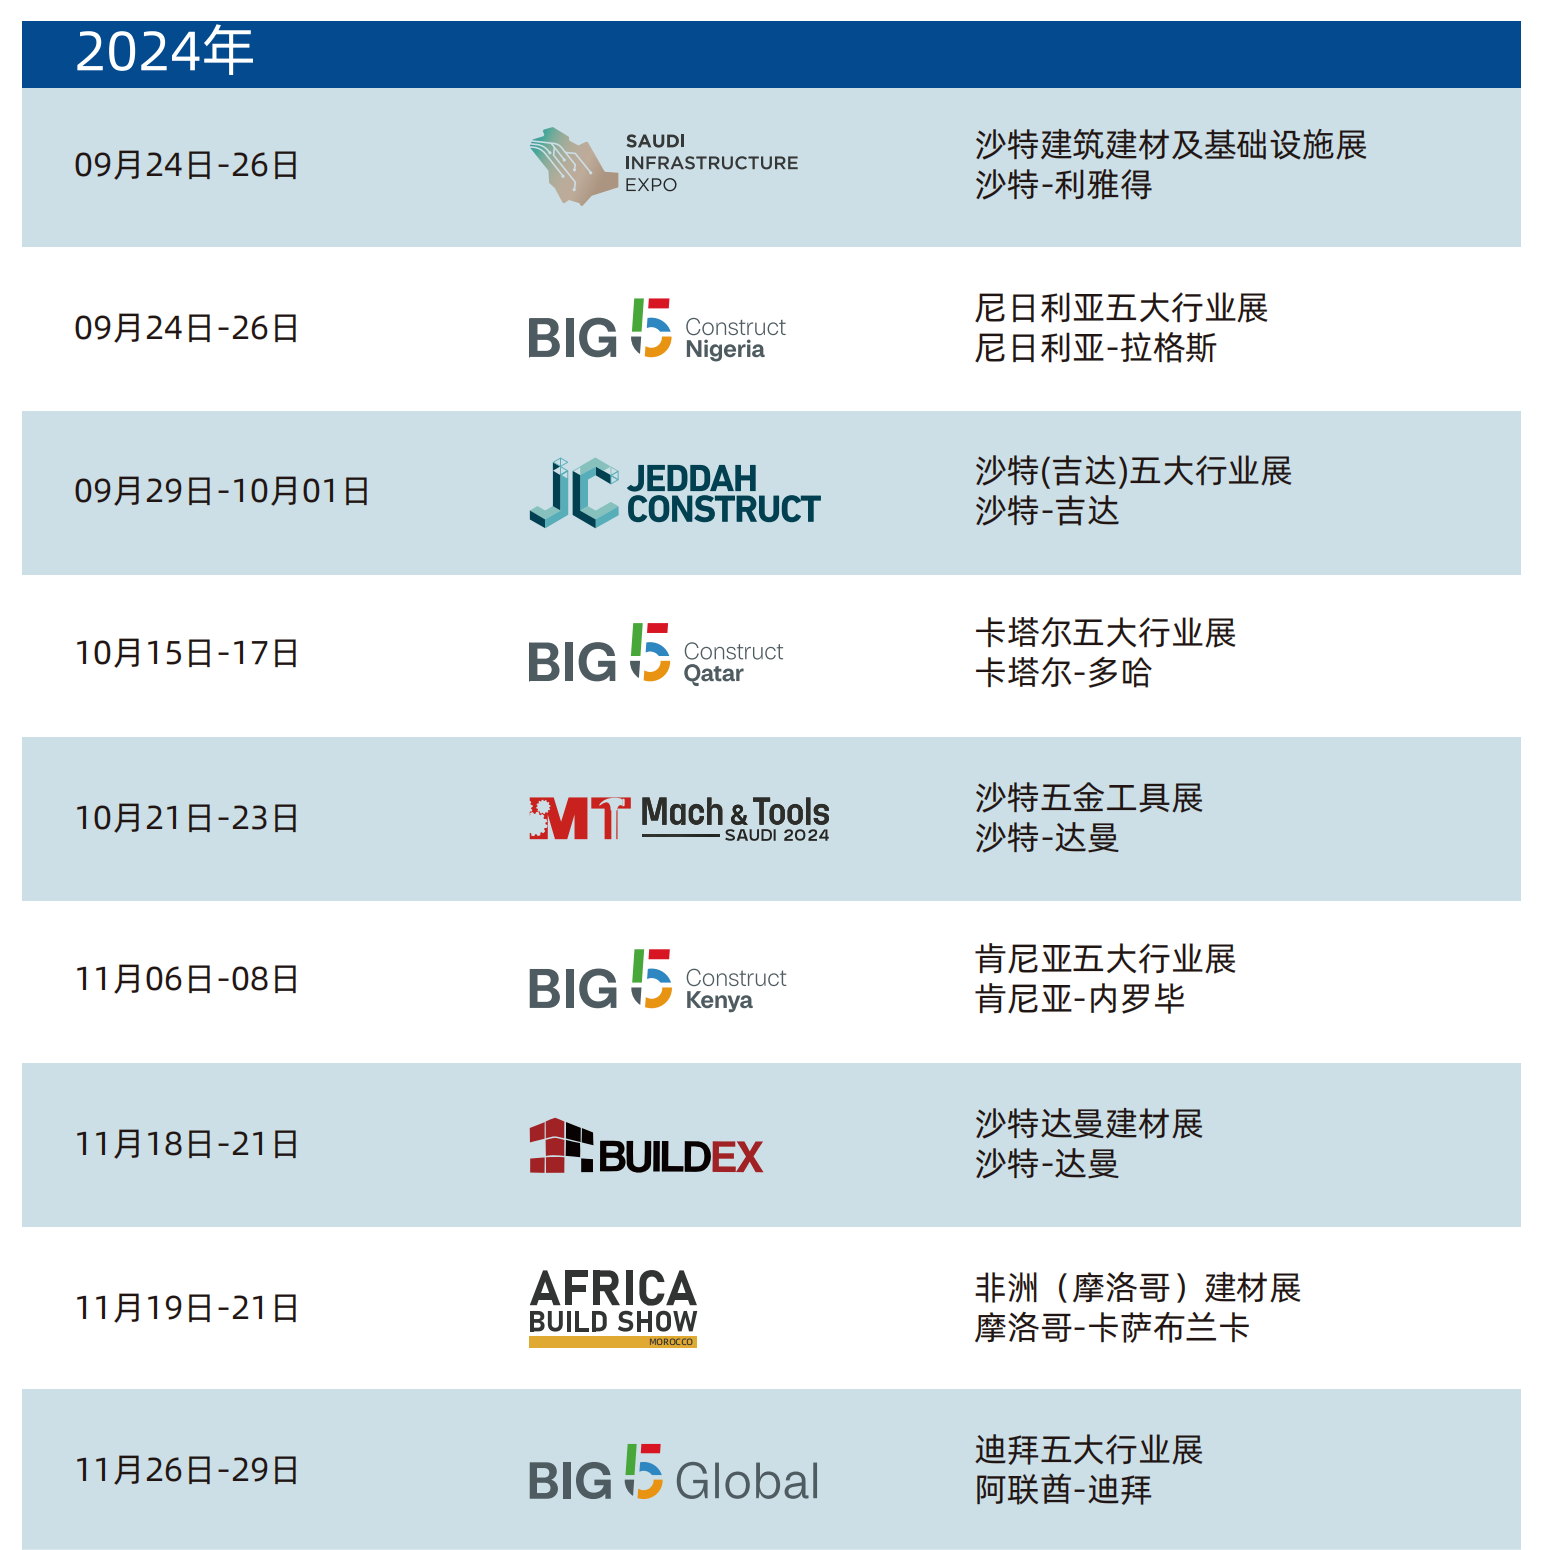 2024年
09月24日-26日
SAUDI
INFRASTRUCTURE
EXPO
沙特建筑建材及基础设施展
沙特-利雅得
09月24日-26日
BIG 5 Construct
Nigeria
尼日利亚五大行业展
尼日利亚-拉格斯
09月29日-10月01日
JC JEDDAH
CONSTRUCT
沙特(吉达)五大行业展
沙特-吉达
10月15日-17日
BIG 5 Construct
Qatar
卡塔尔五大行业展
卡塔尔-多哈
10月21日-23日
MT Mach & Tools
SAUDI 2024
沙特五金工具展
沙特-达曼
11月06日-08日
BIG 5 Construct
Kenya
肯尼亚五大行业展
肯尼亚-内罗毕
11月18日-21日
BUILDEX
沙特达曼建材展
沙特-达曼
11月19日-21日
AFRICA
BUILD SHOW
MOROCCO
非洲（摩洛哥）建材展
摩洛哥-卡萨布兰卡
11月26日-29日
BIG 5 Global
迪拜五大行业展
阿联酋-迪拜